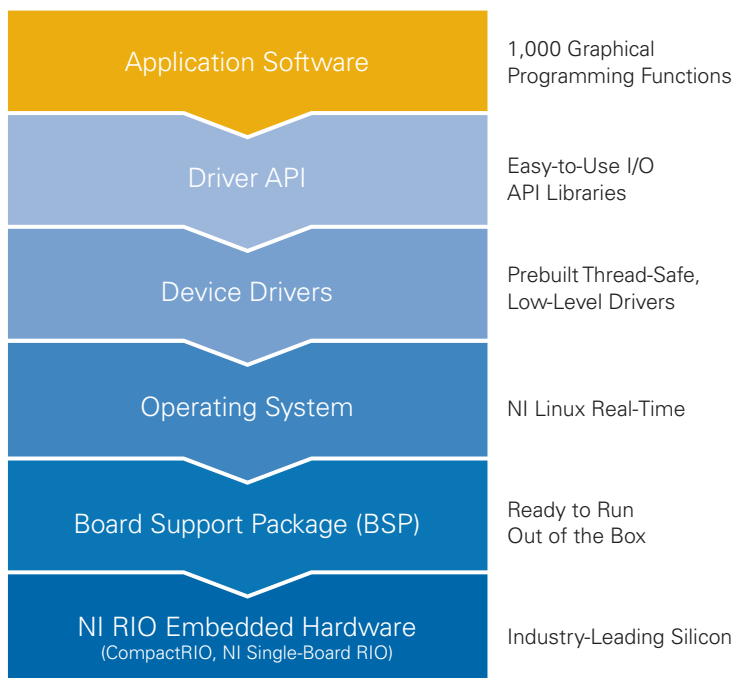 Application Software
1,000 Graphical
Programming Functions
Driver API
Easy-to-Use I/O
API Libraries
Device Drivers
Prebuilt Thread-Safe,
Low-Level Drivers
Operating System
NI Linux Real-Time
Board Support Package (BSP)
Ready to Run
Out of the Box
NI RIO Embedded Hardware
(CompactRIO, NI Single-Board RIO)
Industry-Leading Silicon